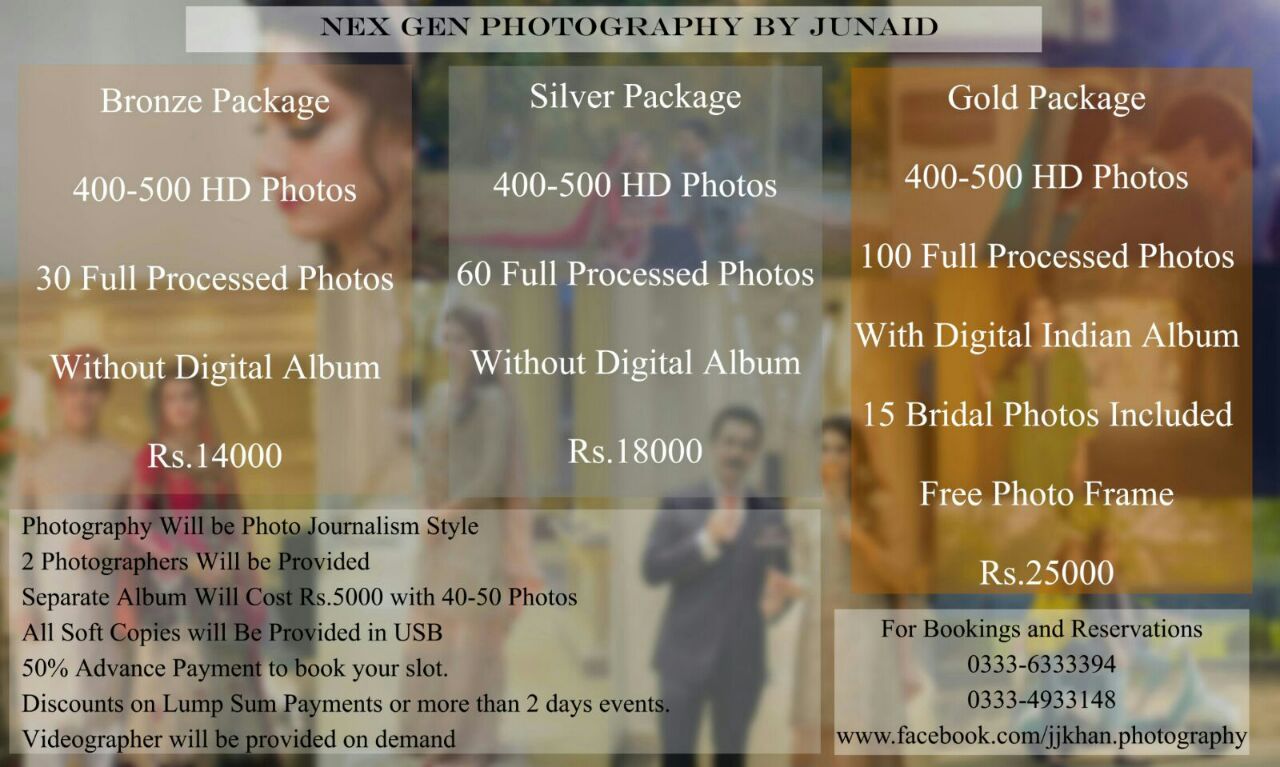 NEX GEN PHOTOGRAPHY BY JUNAID
Bronze Package
400-500 HD Photos
30 Full Processed Photos
Without Digital Album
Rs.14000
Silver Package
400-500 HD Photos
60 Full Processed Photos
Without Digital Album
Rs.18000
Gold Package
400-500 HD Photos
100 Full Processed Photos
With Digital Indian Album
15 Bridal Photos Included
Free Photo Frame
Rs.25000
Photography Will be Photo Journalism Style
2 Photographers Will be Provided
Separate Album Will Cost Rs.5000 with 40-50 Photos
All Soft Copies will Be Provided in USB
50% Advance Payment to book your slot.
Discounts on Lump Sum Payments or more than 2 days events.
Videographer will be provided on demand
For Bookings and Reservations
0333-6333394
0333-4933148
www.facebook.com/jjkhan.photography